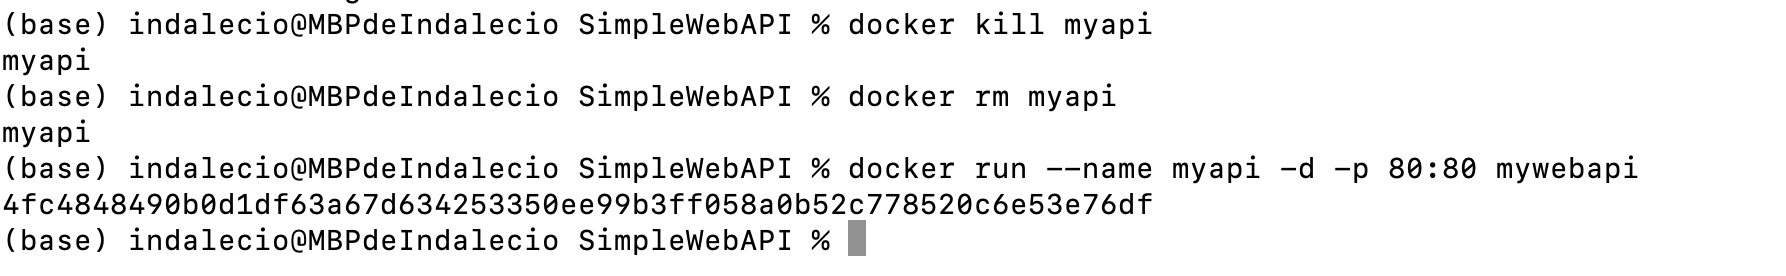 (base) indalecio@MBPdeIndalecio SimpleWebAPI % docker kill myapi
myapi
(base) indalecio@MBPdeIndalecio SimpleWebAPI % docker rm myapi
myapi
(base) indalecio@MBPdeIndalecio SimpleWebAPI % docker run --name myapi -d -p 80:80 mywebapi
4fc4848490b0d1df63a67d634253350ee99b3ff058a0b52c778520c6e53e76df
(base) indalecio@MBPdeIndalecio SimpleWebAPI %